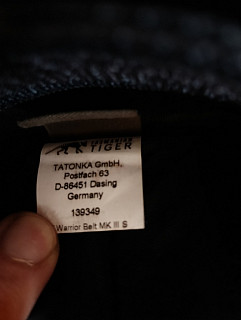 TIGER
TATONKA GmbH,
Postfach 63
D-86451 Dasing
Germany
139349
Warrior Belt MK III S